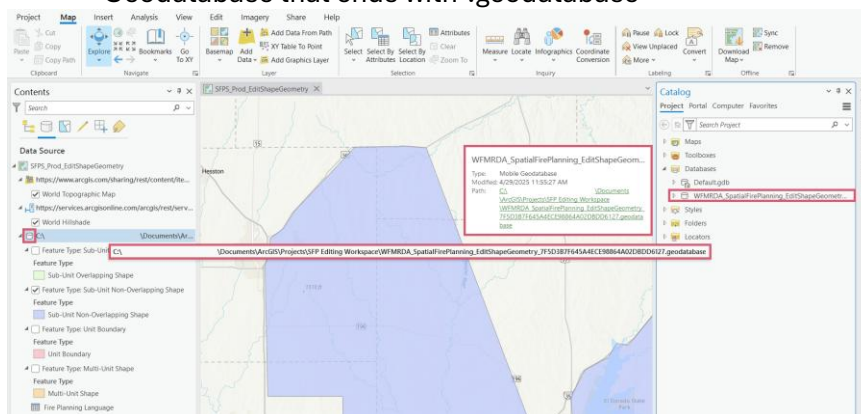 Geodatabase that ends with .geodatabase
Project Map Insert Analysis View Edit Imagery Share Help
Paste
Cut
Copy
Copy Path
Clipboard
Explore
Bookmarks
Go To XY
Navigate
Basemap
Add Data
Add Data From Path
XY Table To Point
Add Graphics Layer
Layer
Select
Select By Attributes
Select By Location
Attributes
Clear
Zoom To
Selection
Measure
Locate
Infographics
Coordinate Conversion
Inquiry
Pause
Lock
View Unplaced
More
Convert
Labeling
Download Map
Sync
Remove
Offline
Contents
Search
Data Source
SFPS_Prod_EditShapeGeometry
https://www.arcgis.com/sharing/rest/content/ite...
World Topographic Map
https://services.arcgisonline.com/arcgis/rest/serv...
World Hillshade
C:\ \Documents\Ar...
Feature Type: Sub-Unit
Feature Type
Sub-Unit Overlapping Shape
Feature Type: Sub-Unit Non-Overlapping Shape
Feature Type
Sub-Unit Non-Overlapping Shape
Feature Type: Unit Boundary
Feature Type
Unit Boundary
Feature Type: Multi-Unit Shape
Feature Type
Multi-Unit Shape
Fire Planning Language
SFPS_Prod_EditShapeGeometry
15
Hesston
WFMRDA_SpatialFirePlanning_EditShapeGeom...
Type: Mobile Geodatabase
Modified: 4/29/2025 11:55:27 AM
Path: C:\ \Documents
\ArcGIS\Projects\SFP Editing Workspace
\WFMRDA_SpatialFirePlanning_EditShapeGeometry_
7F5D3B7F645A4ECE98864A02DBDD6127.geodata
base
C:\ \Documents\ArcGIS\Projects\SFP Editing Workspace\WFMRDA_SpatialFirePlanning_EditShapeGeometry_7F5D3B7F645A4ECE98864A02DBDD6127.geodatabase
Catalog
Project Portal Computer Favorites
Search Project
Maps
Toolboxes
Databases
Default.gdb
WFMRDA_SpatialFirePlanning_EditShapeGeometr...
Styles
Folders
Locators